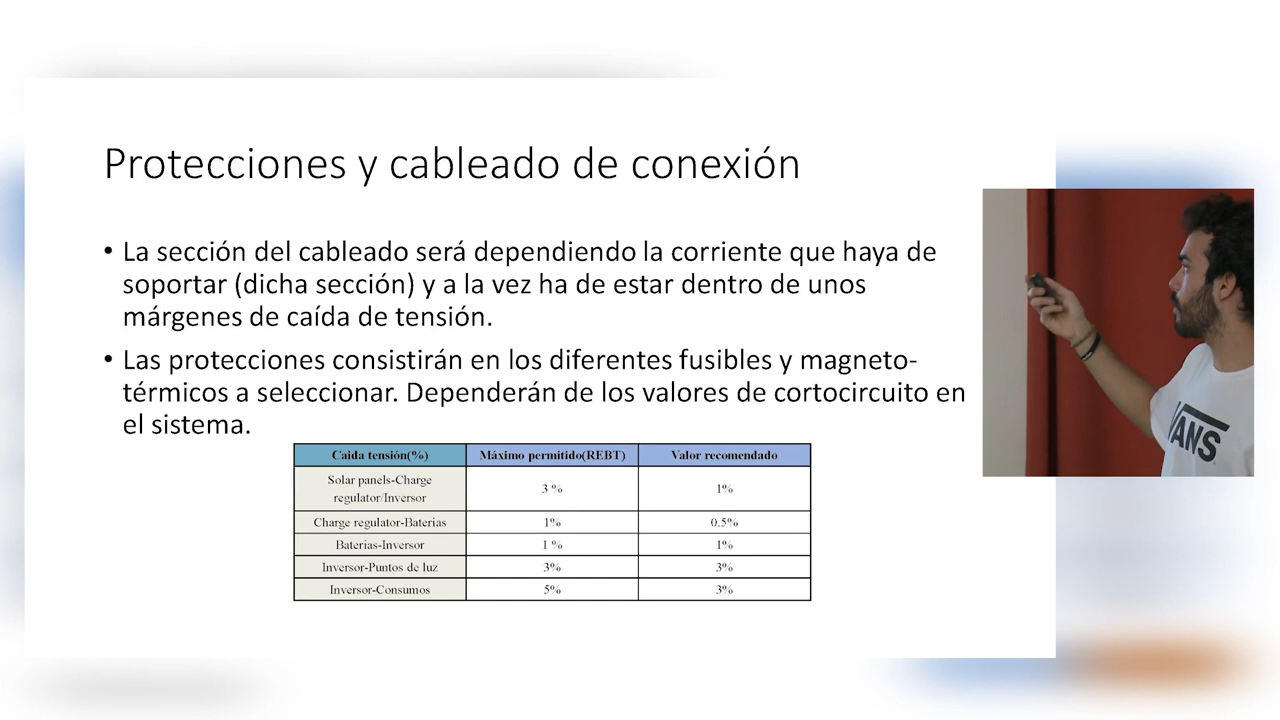 Protecciones y cableado de conexión
• La sección del cableado será dependiendo la corriente que haya de
soportar (dicha sección) y a la vez ha de estar dentro de unos
márgenes de caída de tensión.
• Las protecciones consistirán en los diferentes fusibles y magneto-
térmicos a seleccionar. Dependerán de los valores de cortocircuito en
el sistema.
Caida tensión(%) Máximo permitido(REBT) Valor recomendado
Solar panels-Charge
regulator/Inversor 3 % 1%
Charge regulator-Baterias 1% 0.5%
Baterias-Inversor 1 % 1%
Inversor-Puntos de luz 3% 3%
Inversor-Consumos 5% 3%
VANS